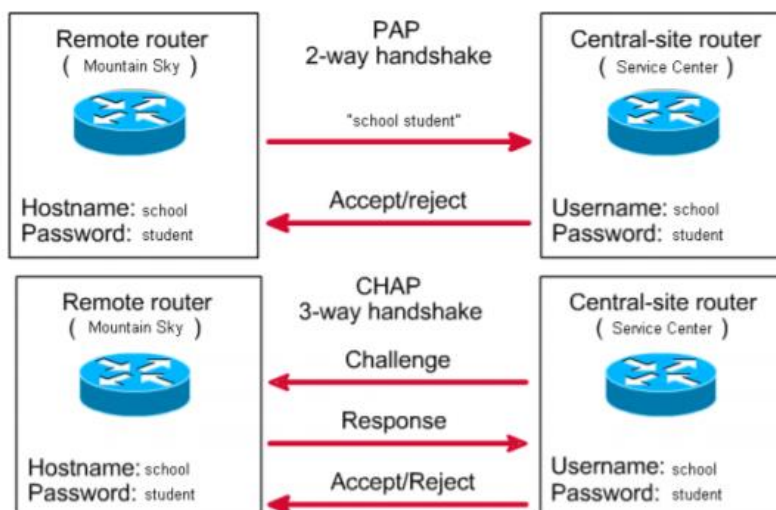 Remote router
( Mountain Sky )
PAP
2-way handshake
Central-site router
( Service Center )
"school student"
Accept/reject
Hostname: school
Password: student
Username: school
Password: student
Remote router
( Mountain Sky )
CHAP
3-way handshake
Central-site router
( Service Center )
Challenge
Response
Accept/Reject
Hostname: school
Password: student
Username: school
Password: student